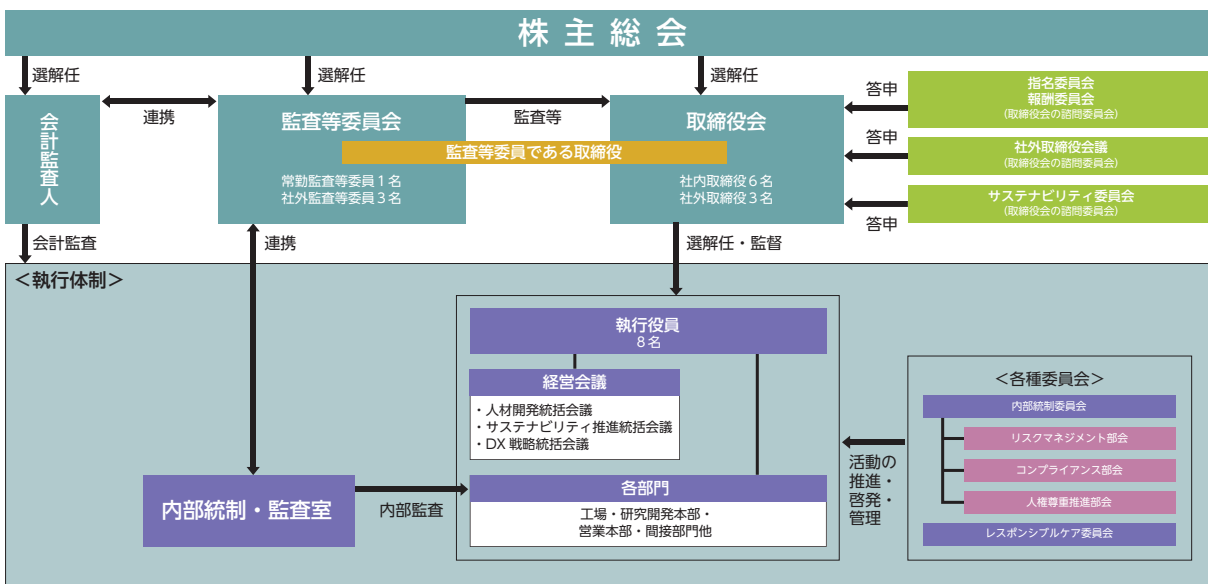 株主総会
選解任
選解任
選解任
会計監査人
連携
監査等委員会
常勤監査等委員1名
社外監査等委員3名
監査等
取締役会
社内取締役6名
社外取締役3名
監査等委員である取締役
答申
指名委員会
報酬委員会
(取締役会の諮問委員会)
答申
社外取締役会議
(取締役会の諮問委員会)
サステナビリティ委員会
(取締役会の諮問委員会)
答申
会計監査
連携
選解任・監督
＜執行体制＞
執行役員
8名
経営会議
・人材開発統括会議
・サステナビリティ推進統括会議
・DX 戦略統括会議
内部統制・監査室
内部監査
各部門
工場・研究開発本部・
営業本部・間接部門他
活動の
推進・
啓発・
管理
＜各種委員会＞
内部統制委員会
リスクマネジメント部会
コンプライアンス部会
人権尊重推進部会
レスポンシブルケア委員会